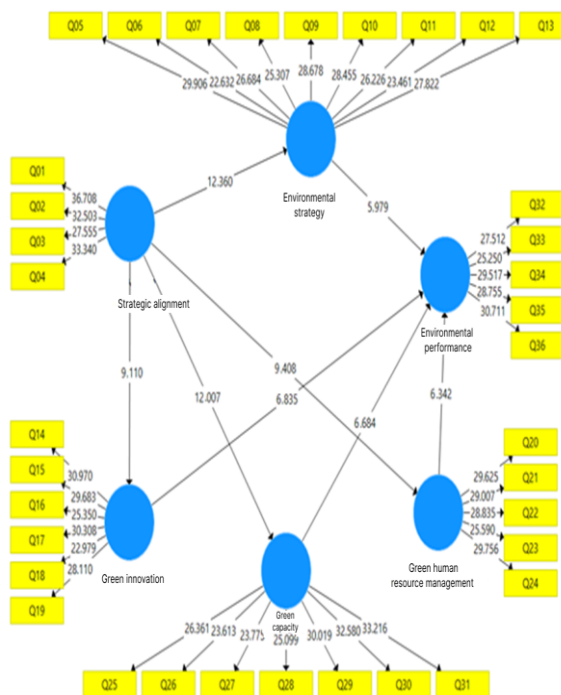 Q05 Q06 Q07 Q08 Q09 Q10 Q11 Q12 Q13
29.906 22.632 26.684 25.307 28.678 28.455 26.226 23.461 27.822
Q01
Q02
Q03
Q04
36.708
32.503
27.555
33.340
12.360
Environmental
strategy
5.979
Q32
Q33
Q34
Q35
Q36
27.512
25.250
29.517
28.755
30.711
Strategic alignment
Environmental
performance
9.110
12.007
9.408
6.835
6.684
6.342
Q14
Q15
Q16
Q17
Q18
Q19
30.970
29.683
25.350
30.308
22.979
28.110
Green innovation
Q20
Q21
Q22
Q23
Q24
29.625
29.007
28.835
25.590
29.756
Green human
resource management
Green
capacity
26.361 23.613 23.775 25.099 30.019 32.580 33.216
Q25 Q26 Q27 Q28 Q29 Q30 Q31